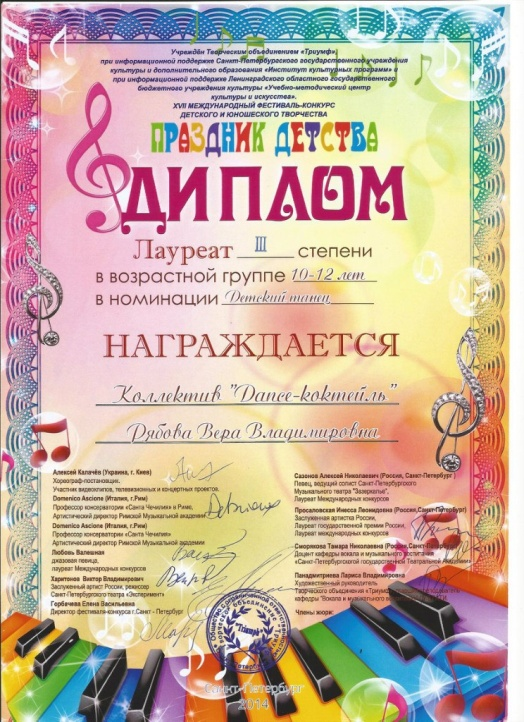 Учреждён Творческим объединением «Триумф»,
при информационной поддержке Санкт-Петербургского государственного учреждения
культуры и дополнительного образования «Институт культурных программ» и
при информационной поддержке Ленинградского областного государственного
бюджетного учреждения культуры «Учебно-методический центр
культуры и искусства».
XVII МЕЖДУНАРОДНЫЙ ФЕСТИВАЛЬ-КОНКУРС
ДЕТСКОГО И ЮНОШЕСКОГО ТВОРЧЕСТВА
ПРАЗДНИК ДЕТСТВА
ДИПЛОМ
Лауреат III степени
в возрастной группе 10-12 лет
в номинации Детский танец
НАГРАЖДАЕТСЯ
Коллектив "Dance-коктейль"
Рябова Вера Владимировна
Алексей Калачёв (Украина, г. Киев)
Хореограф-постановщик.
Участник видеоклипов, телевизионных и концертных проектов.
Domenico Ascione (Италия, г.Рим)
Профессор консерватории «Санта Чечилия» в Риме,
Артистический директор Римской Музыкальной академии
Domenico Ascione (Италия, г.Рим)
Профессор консерватории «Санта Чечилия»
Артистический директор Римской Музыкальной академии
Любовь Валешная
джазовая певица,
лауреат Международных конкурсов
Харитонов Виктор Владимирович
Заслуженный артист России, режиссер
Санкт-Петербургского театра «Эксперимент»
Горбачева Елена Васильевна
Директор фестиваля-конкурса г.Санкт - Петербург
Сазонов Алексей Николаевич (Россия, Санкт-Петербург )
Певец, ведущий солист Санкт-Петербургского
Музыкального театра "Зазеркалье",
Лауреат Международных конкурсов
Просаловская Инесса Леомидовна (Россия,Санкт-Петербург)
Заслуженная артистка России,
Лауреат государственной премии России,
Лауреат международных конкурсов
Смолякова Тамара Николаевна (Россия,Санкт-Петербург)
Доцент кафедры вокала и музыкального воспитания
«Санкт-Петербургской государственной Театральной Академии»
Панаджмитриева Лариса Владимировна
Художественный руководитель
Творческого объединения «Триумф»
кафедры "Вокала и музыкального
Члены жюри:
Санкт-Петербург
2014